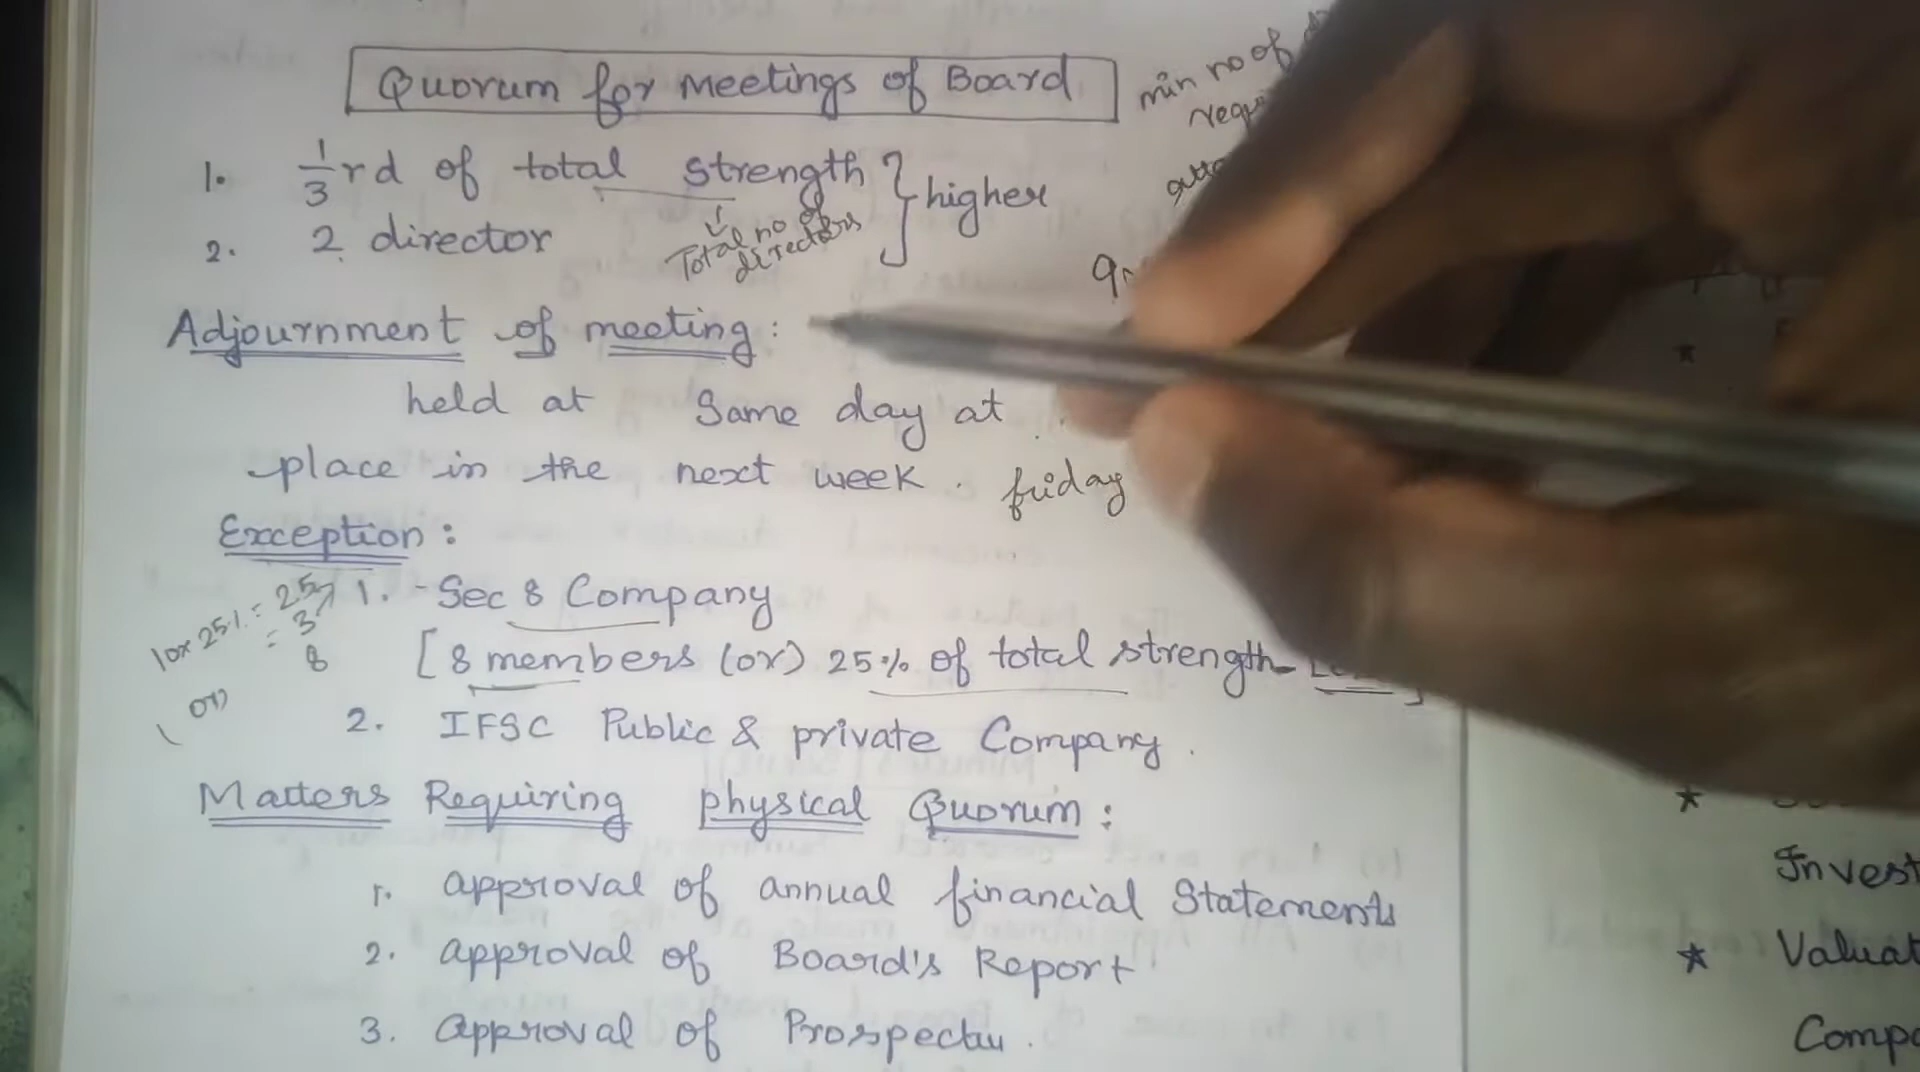 Quorum for Meetings of Board
min no of
1. 1/3 rd of total strength } higher
Total no of directors
2. 2 director
Adjournment of meeting:
held at same day at
place in the next week. friday
Exception:
1. Sec 8 Company
10x 25% = 25
= 3
8
(or)
[8 members (or) 25% of total strength
2. IFSC Public & private Company.
Matters Requiring physical Quorum:
1. approval of annual financial Statements
2. approval of Board's Report
3. approval of Prospectu.
★
★
Invest
★ Valuat
Comp